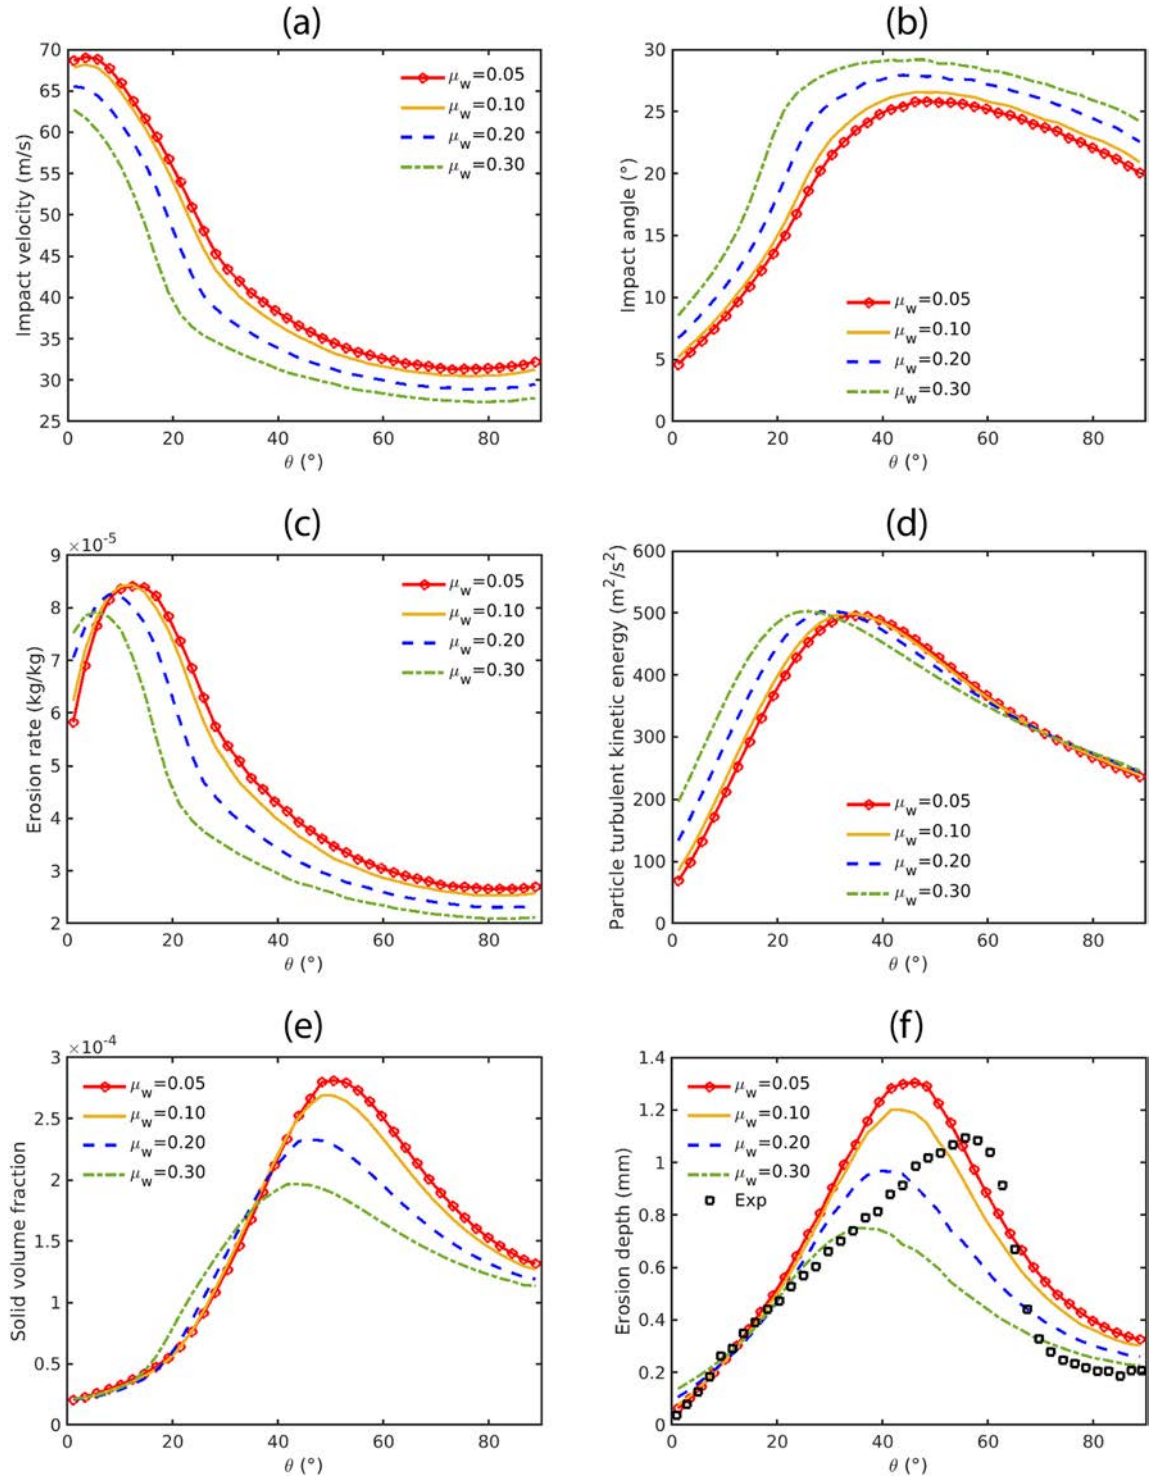 (a)
70
65
60
55
50
45
40
35
30
25
0
20
40
60
80
Impact velocity (m/s)
θ (°)
μw=0.05
μw=0.10
μw=0.20
μw=0.30
(b)
30
25
20
15
10
5
0
0
20
40
60
80
Impact angle (°)
θ (°)
μw=0.05
μw=0.10
μw=0.20
μw=0.30
(c)
×10⁻⁵
9
8
7
6
5
4
3
2
0
20
40
60
80
Erosion rate (kg/kg)
θ (°)
μw=0.05
μw=0.10
μw=0.20
μw=0.30
(d)
600
500
400
300
200
100
0
0
20
40
60
80
Particle turbulent kinetic energy (m²/s²)
θ (°)
μw=0.05
μw=0.10
μw=0.20
μw=0.30
(e)
×10⁻⁴
3
2.5
2
1.5
1
0.5
0
0
20
40
60
80
Solid volume fraction
θ (°)
μw=0.05
μw=0.10
μw=0.20
μw=0.30
(f)
1.4
1.2
1
0.8
0.6
0.4
0.2
0
0
20
40
60
80
Erosion depth (mm)
θ (°)
μw=0.05
μw=0.10
μw=0.20
μw=0.30
Exp